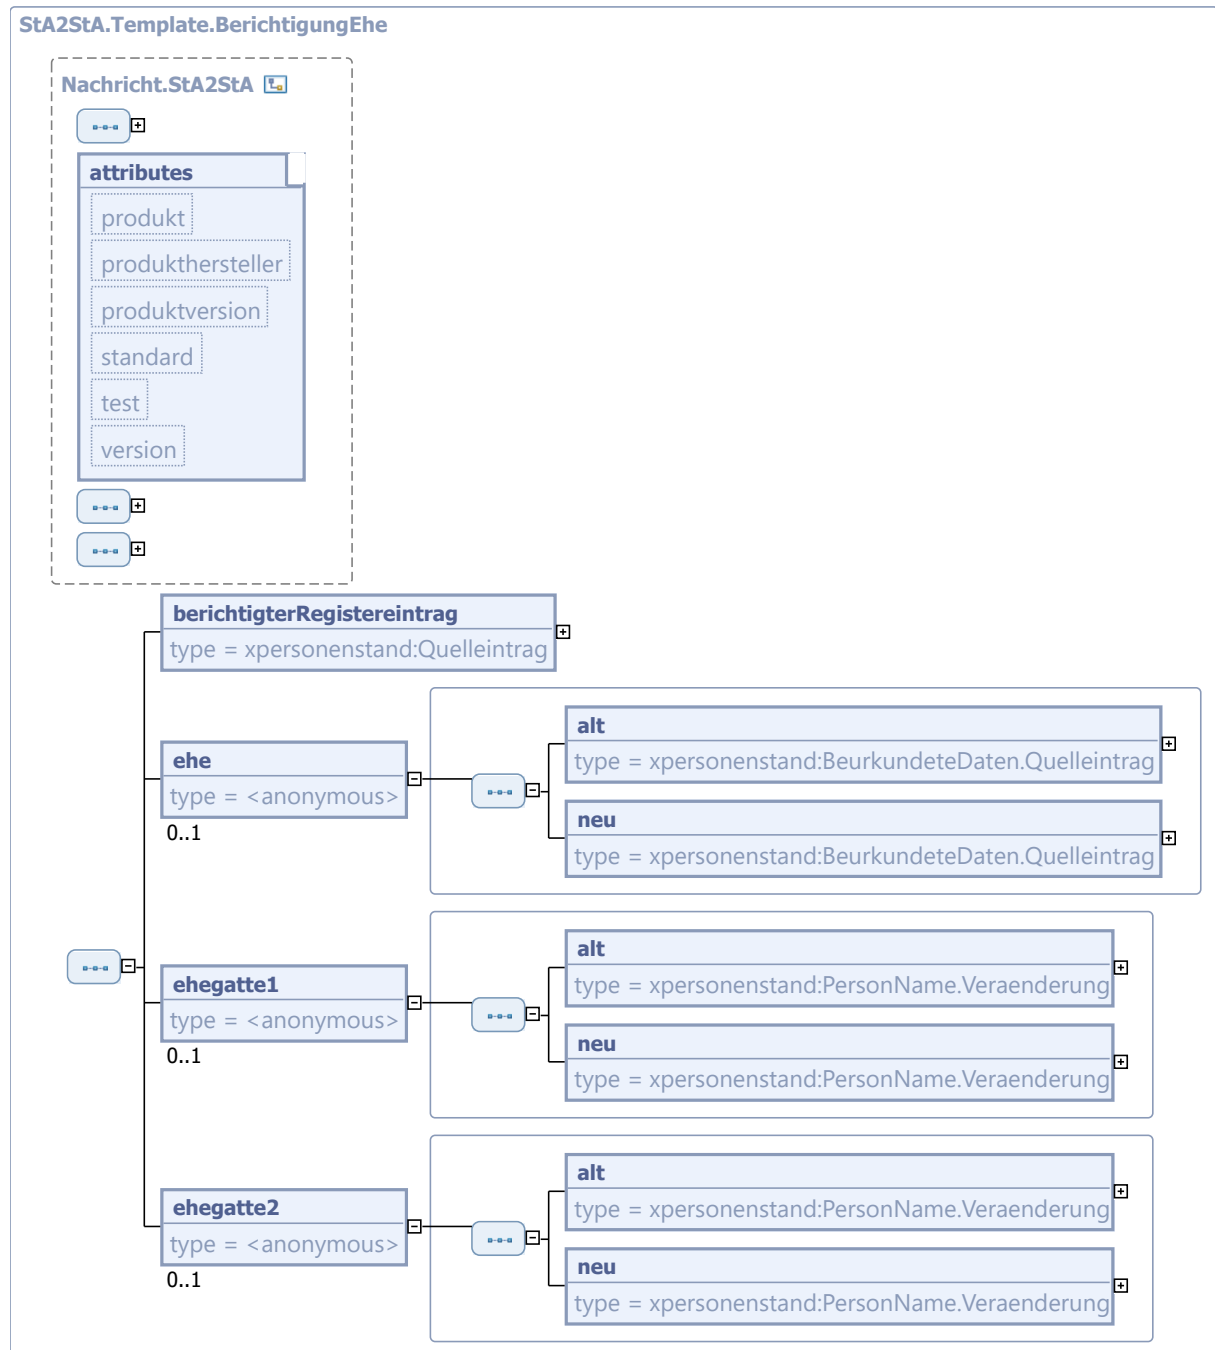 StA2StA.Template.BerichtigungEhe
Nachricht.StA2StA
attributes
produkt
produkthersteller
produktversion
standard
test
version
berichtigterRegistereintrag
type = xpersonenstand:Quelleintrag
ehe
type = <anonymous>
0..1
alt
type = xpersonenstand:BeurkundeteDaten.Quelleintrag
neu
type = xpersonenstand:BeurkundeteDaten.Quelleintrag
ehegatte1
type = <anonymous>
0..1
alt
type = xpersonenstand:PersonName.Veraenderung
neu
type = xpersonenstand:PersonName.Veraenderung
ehegatte2
type = <anonymous>
0..1
alt
type = xpersonenstand:PersonName.Veraenderung
neu
type = xpersonenstand:PersonName.Veraenderung